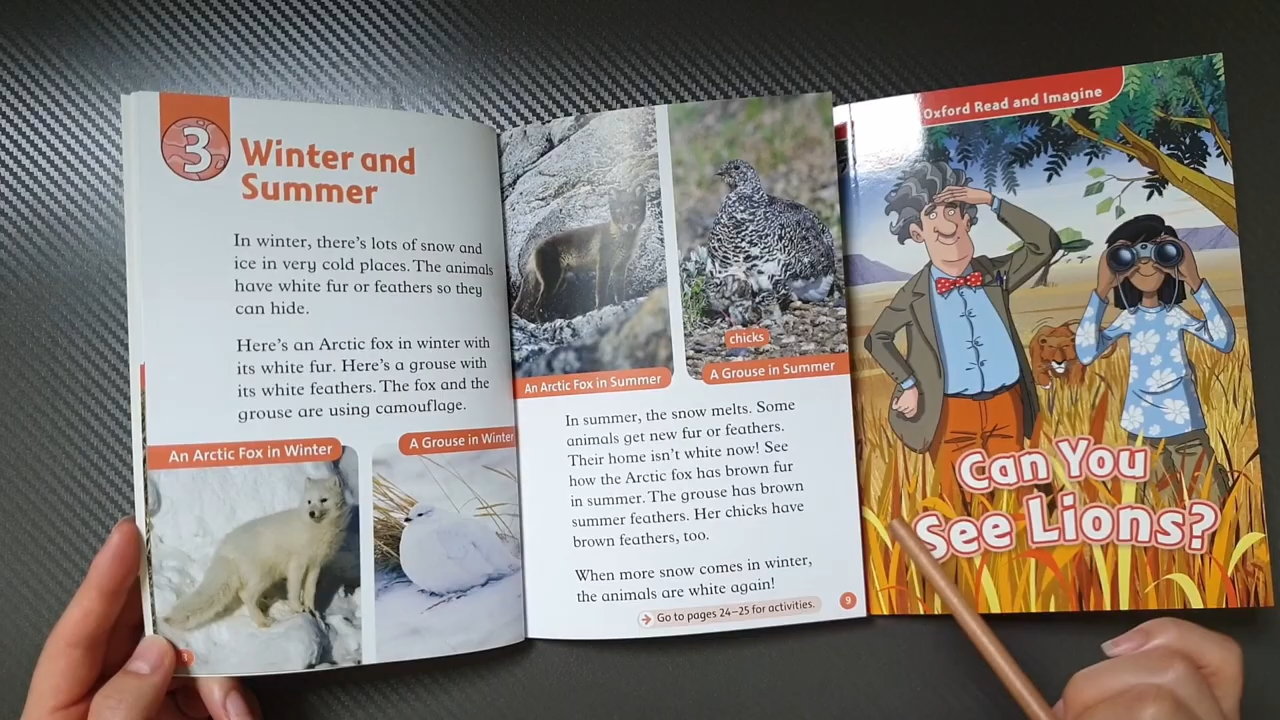 3
Winter and
Summer
In winter, there's lots of snow and
ice in very cold places. The animals
have white fur or feathers so they
can hide.
Here's an Arctic fox in winter with
its white fur. Here's a grouse with
its white feathers. The fox and the
grouse are using camouflage.
An Arctic Fox in Winter
A Grouse in Winter
chicks
An Arctic Fox in Summer
A Grouse in Summer
In summer, the snow melts. Some
animals get new fur or feathers.
Their home isn't white now! See
how the Arctic fox has brown fur
in summer. The grouse has brown
summer feathers. Her chicks have
brown feathers, too.
When more snow comes in winter,
the animals are white again!
Go to pages 24–25 for activities.
9
Oxford Read and Imagine
Can You
See Lions?